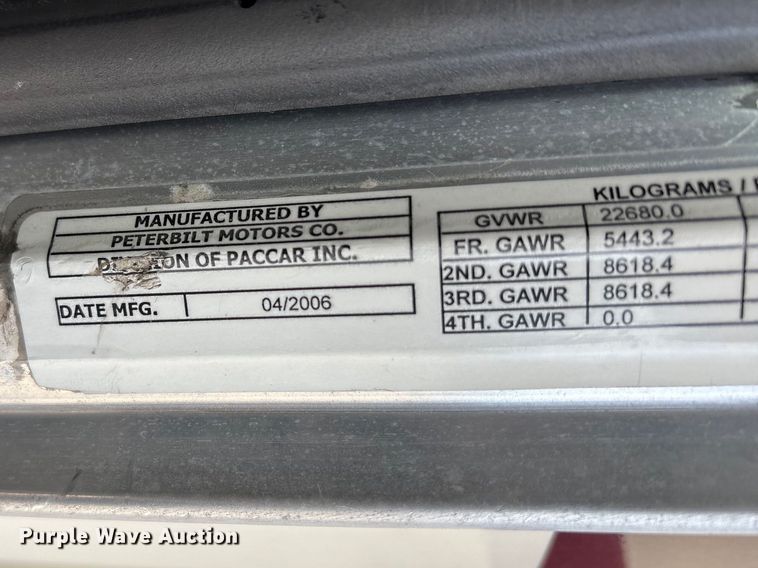 MANUFACTURED BY
PETERBILT MOTORS CO.
DIVISION OF PACCAR INC.
DATE MFG. 04/2006
KILOGRAMS /
GVWR 22680.0
FR. GAWR 5443.2
2ND. GAWR 8618.4
3RD. GAWR 8618.4
4TH. GAWR 0.0
Purple Wave Auction